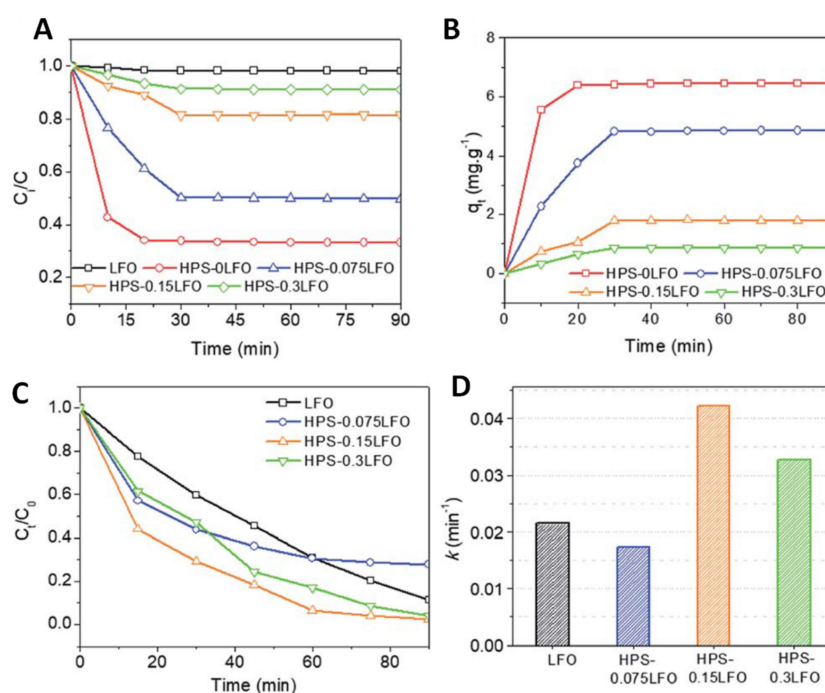 A
1.0
0.8
0.6
0.4
0.2
Ci/C
LFO HPS-0LFO HPS-0.075LFO
HPS-0.15LFO HPS-0.3LFO
0 15 30 45 60 75 90
Time (min)
B
8
6
4
2
0
qt (mg.g-1)
HPS-0LFO HPS-0.075LFO
HPS-0.15LFO HPS-0.3LFO
0 20 40 60 80
Time (min)
C
1.0
0.8
0.6
0.4
0.2
0.0
Ct/C0
LFO
HPS-0.075LFO
HPS-0.15LFO
HPS-0.3LFO
0 20 40 60 80
Time (min)
D
0.04
0.03
0.02
0.01
0.00
k (min-1)
LFO HPS- HPS- HPS-
0.075LFO 0.15LFO 0.3LFO